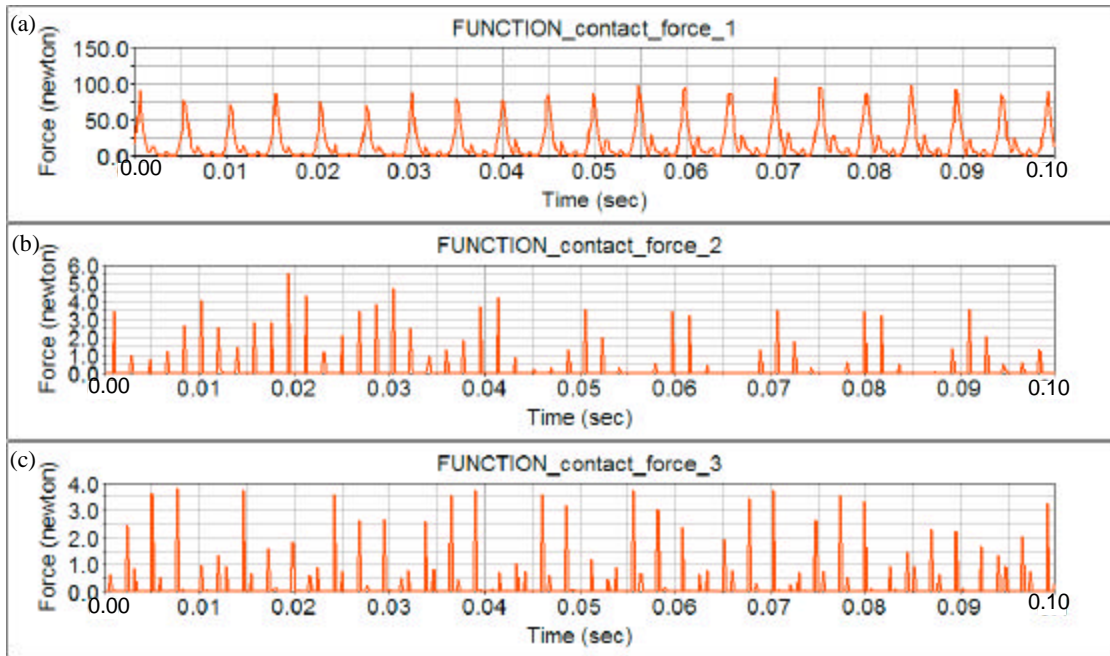 (a)
FUNCTION_contact_force_1
Force (newton)
150.0
100.0
50.0
0.0
0.00 0.01 0.02 0.03 0.04 0.05 0.06 0.07 0.08 0.09 0.10
Time (sec)
(b)
FUNCTION_contact_force_2
Force (newton)
6.0
5.0
4.0
3.0
2.0
1.0
0.0
0.00 0.01 0.02 0.03 0.04 0.05 0.06 0.07 0.08 0.09 0.10
Time (sec)
(c)
FUNCTION_contact_force_3
Force (newton)
4.0
3.0
2.0
1.0
0.0
0.00 0.01 0.02 0.03 0.04 0.05 0.06 0.07 0.08 0.09 0.10
Time (sec)